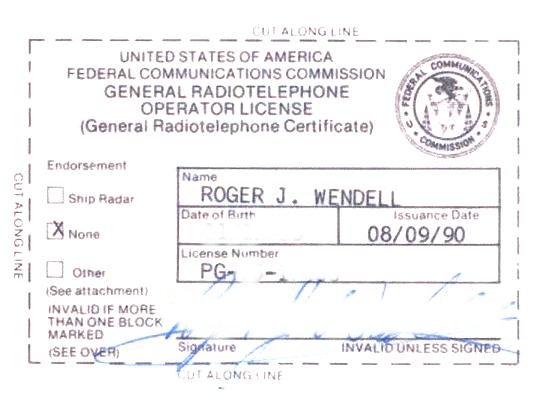 CUT ALONG LINE
UNITED STATES OF AMERICA
FEDERAL COMMUNICATIONS COMMISSION
GENERAL RADIOTELEPHONE
OPERATOR LICENSE
(General Radiotelephone Certificate)
FEDERAL COMMUNICATIONS
COMMISSION
U S
Endorsement
Ship Radar
X None
Other
(See attachment)
INVALID IF MORE
THAN ONE BLOCK
MARKED
(SEE OVER)
Name
ROGER J. WENDELL
Date of Birth
Issuance Date
08/09/90
License Number
PG- -
Signature
INVALID UNLESS SIGNED
CUT ALONG LINE
CUT ALONG LINE